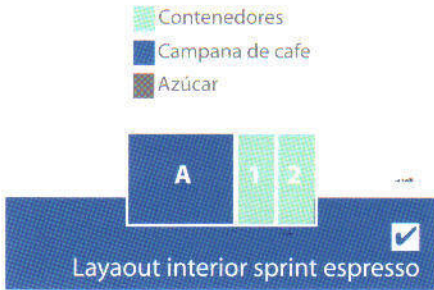 Contenedores
Campana de cafe
Azúcar
A 1 2
Layaout interior sprint espresso